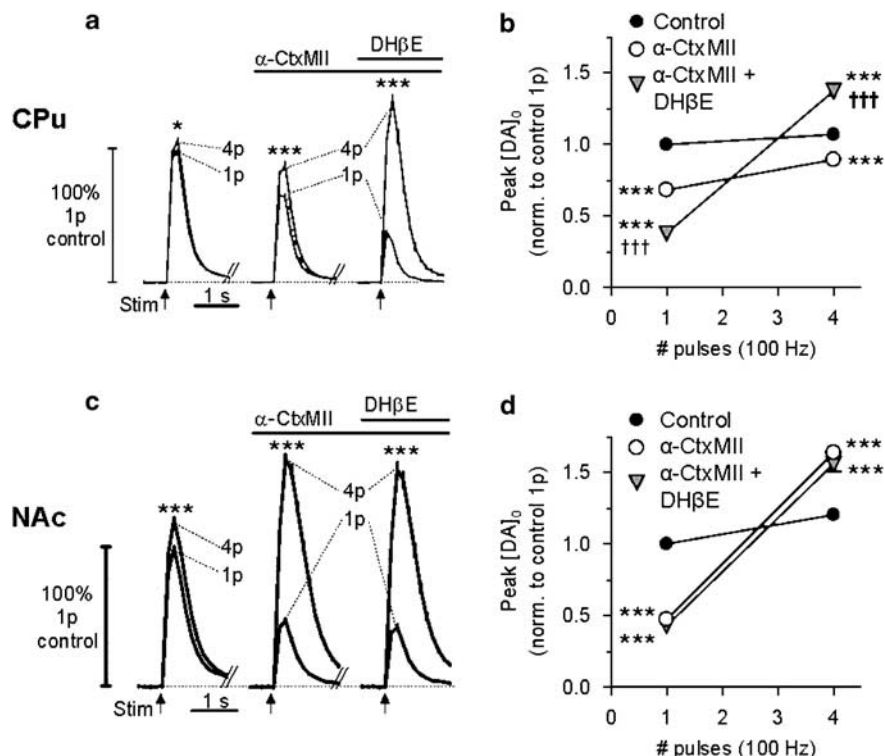 a
α-CtxMII
DHβE
CPu
*
***
***
4p
1p
4p
1p
100%
1p
control
Stim
1 s
b
Control
α-CtxMII
α-CtxMII +
DHβE
Peak [DA]₀
(norm. to control 1p)
1.5
1.0
0.5
0.0
***
†††
***
***
***
†††
0 1 2 3 4
# pulses (100 Hz)
c
α-CtxMII
DHβE
NAc
***
***
***
4p
1p
4p
1p
100%
1p
control
Stim
1 s
d
Control
α-CtxMII
α-CtxMII +
DHβE
Peak [DA]₀
(norm. to control 1p)
1.5
1.0
0.5
0.0
***
***
***
***
0 1 2 3 4
# pulses (100 Hz)